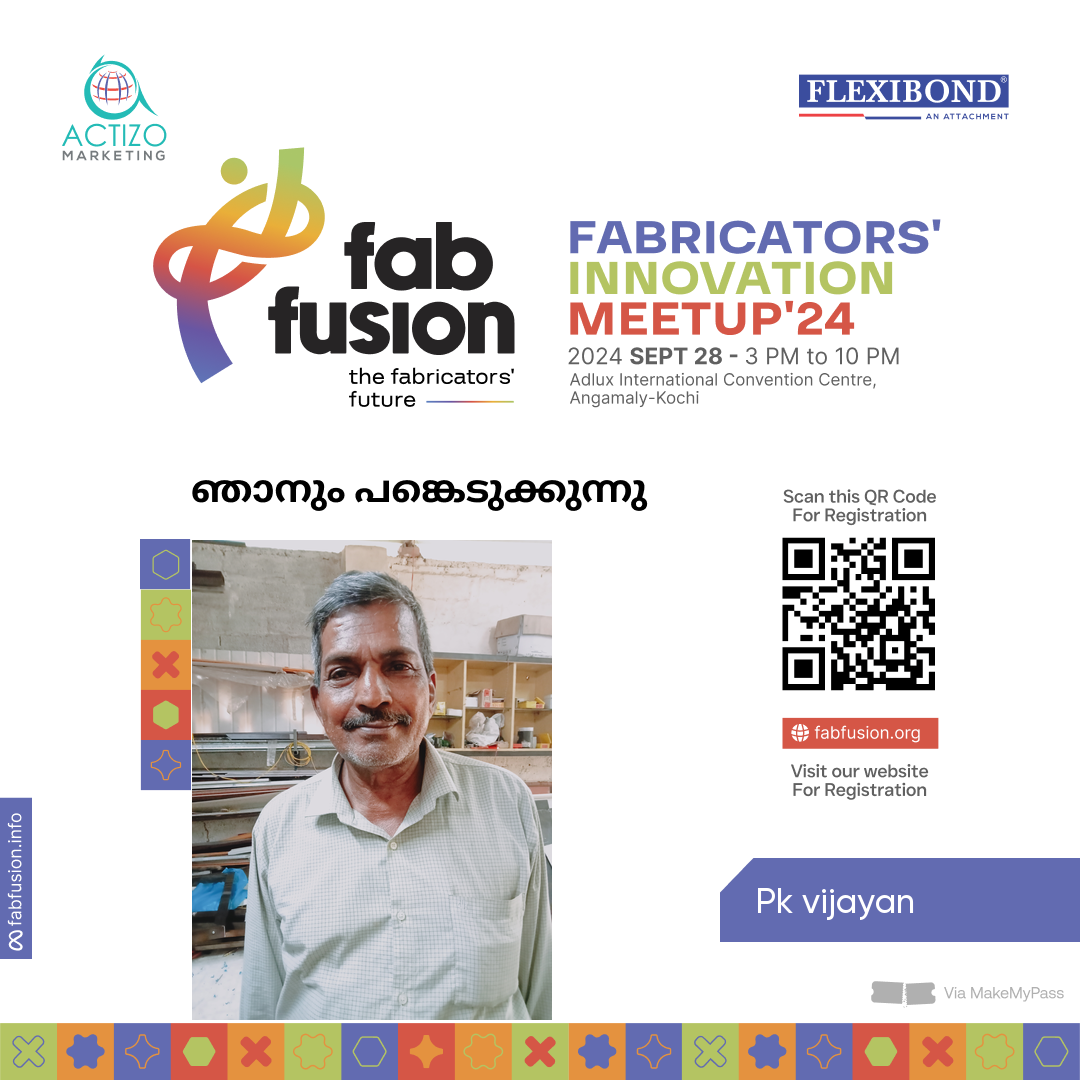 ACTIZO
MARKETING
FLEXIBOND®
AN ATTACHMENT
fab
fusion
the fabricators'
future
FABRICATORS'
INNOVATION
MEETUP'24
2024 SEPT 28 - 3 PM to 10 PM
Adlux International Convention Centre,
Angamaly-Kochi
ഞാനും പങ്കെടുക്കുന്നു
Scan this QR Code
For Registration
fabfusion.org
Visit our website
For Registration
fabfusion.info
Pk vijayan
Via MakeMyPass